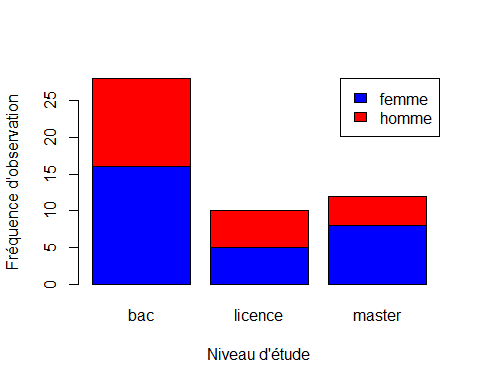 femme
homme
Fréquence d'observation
25
20
15
10
5
0
bac
licence
master
Niveau d'étude